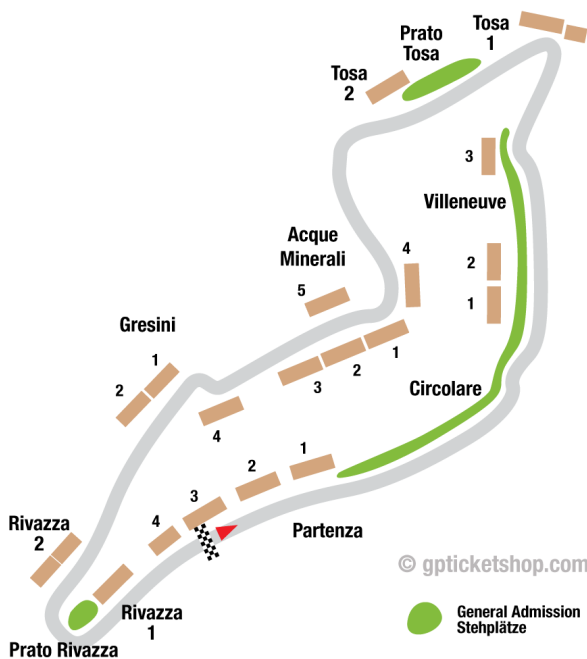 Tosa
1
Prato
Tosa
Tosa
2
3
Villeneuve
Acque
Minerali
4
2
5
1
Gresini
1
2
1
2
3
Circolare
4
1
2
3
4
Partenza
Rivazza
2
© gpticketshop.com
Rivazza
1
Prato Rivazza
General Admission
Stehplätze